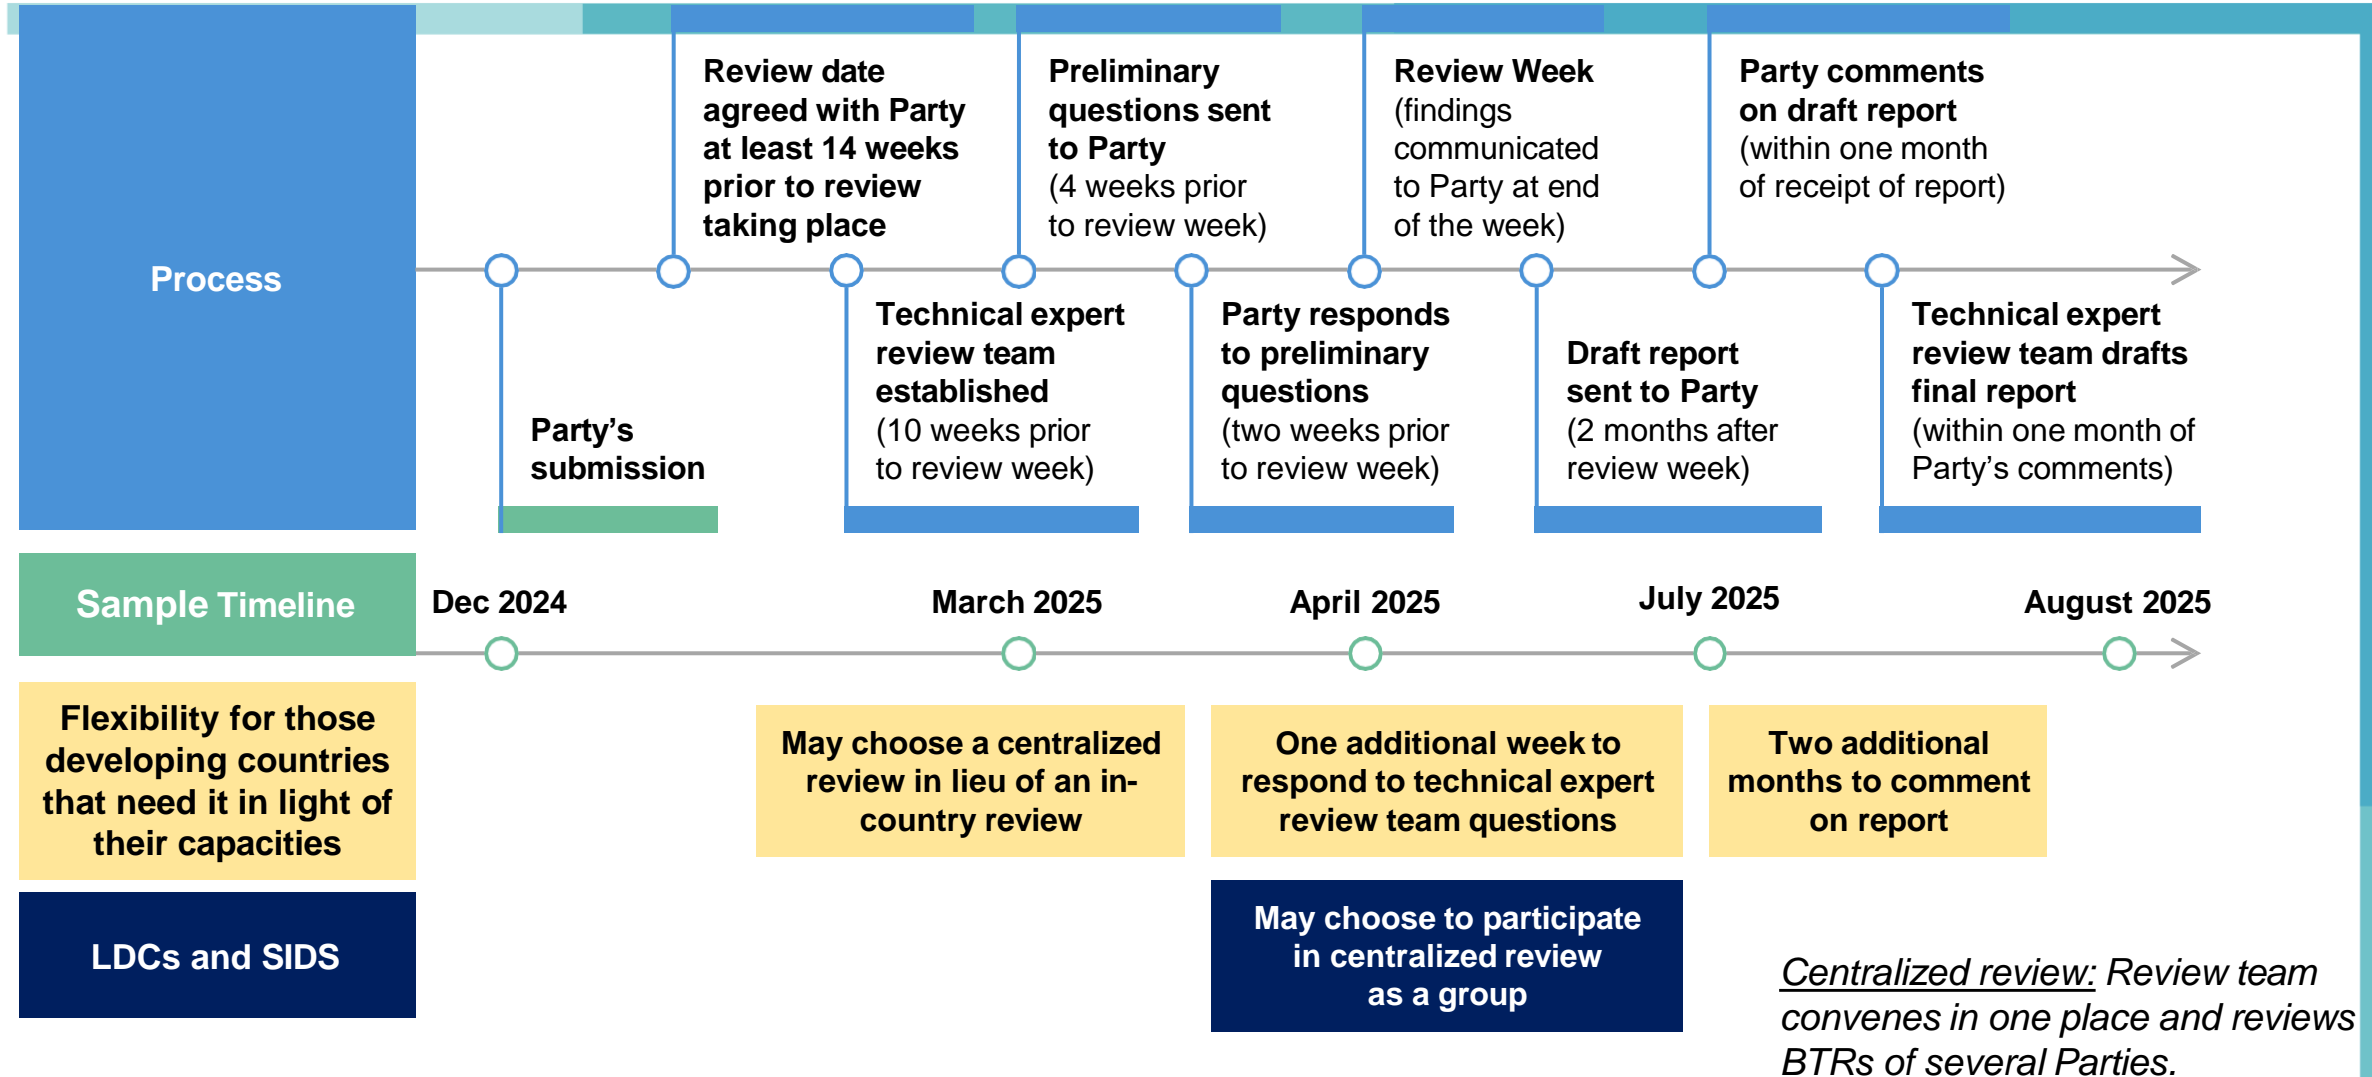 Process
Review date
agreed with Party
at least 14 weeks
prior to review
taking place
Preliminary
questions sent
to Party
(4 weeks prior
to review week)
Review Week
(findings
communicated
to Party at end
of the week)
Party comments
on draft report
(within one month
of receipt of report)
Party’s
submission
Technical expert
review team
established
(10 weeks prior
to review week)
Party responds
to preliminary
questions
(two weeks prior
to review week)
Draft report
sent to Party
(2 months after
review week)
Technical expert
review team drafts
final report
(within one month of
Party’s comments)
Sample Timeline
Dec 2024
March 2025
April 2025
July 2025
August 2025
Flexibility for those
developing countries
that need it in light of
their capacities
May choose a centralized
review in lieu of an in-
country review
One additional week to
respond to technical expert
review team questions
Two additional
months to comment
on report
LDCs and SIDS
May choose to participate
in centralized review
as a group
Centralized review: Review team
convenes in one place and reviews
BTRs of several Parties.